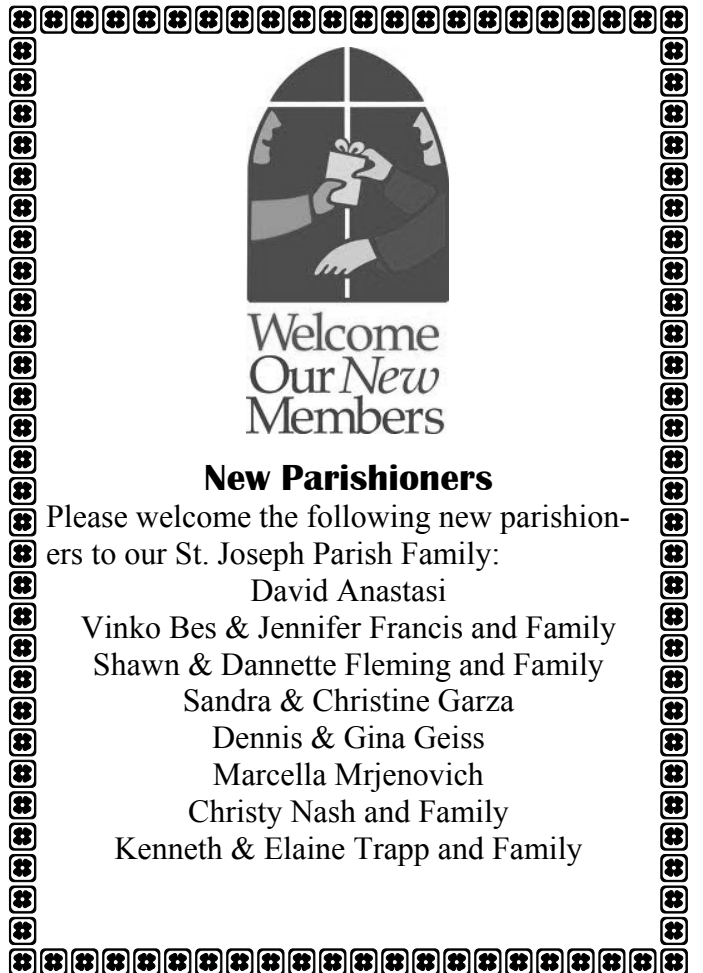 Welcome
Our New
Members
New Parishioners
Please welcome the following new parishion-
ers to our St. Joseph Parish Family:
David Anastasi
Vinko Bes & Jennifer Francis and Family
Shawn & Dannette Fleming and Family
Sandra & Christine Garza
Dennis & Gina Geiss
Marcella Mrjenovich
Christy Nash and Family
Kenneth & Elaine Trapp and Family